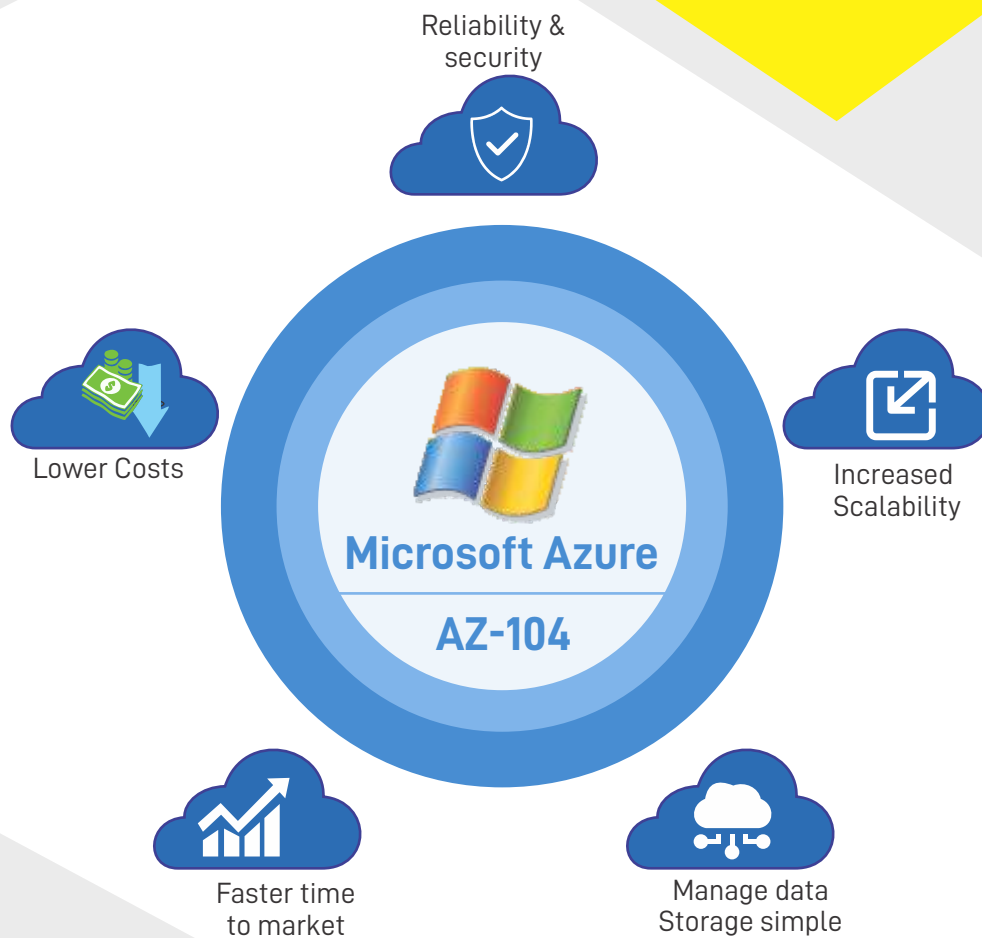 Reliability &
security
Lower Costs
Increased
Scalability
Microsoft Azure
AZ-104
Faster time
to market
Manage data
Storage simple